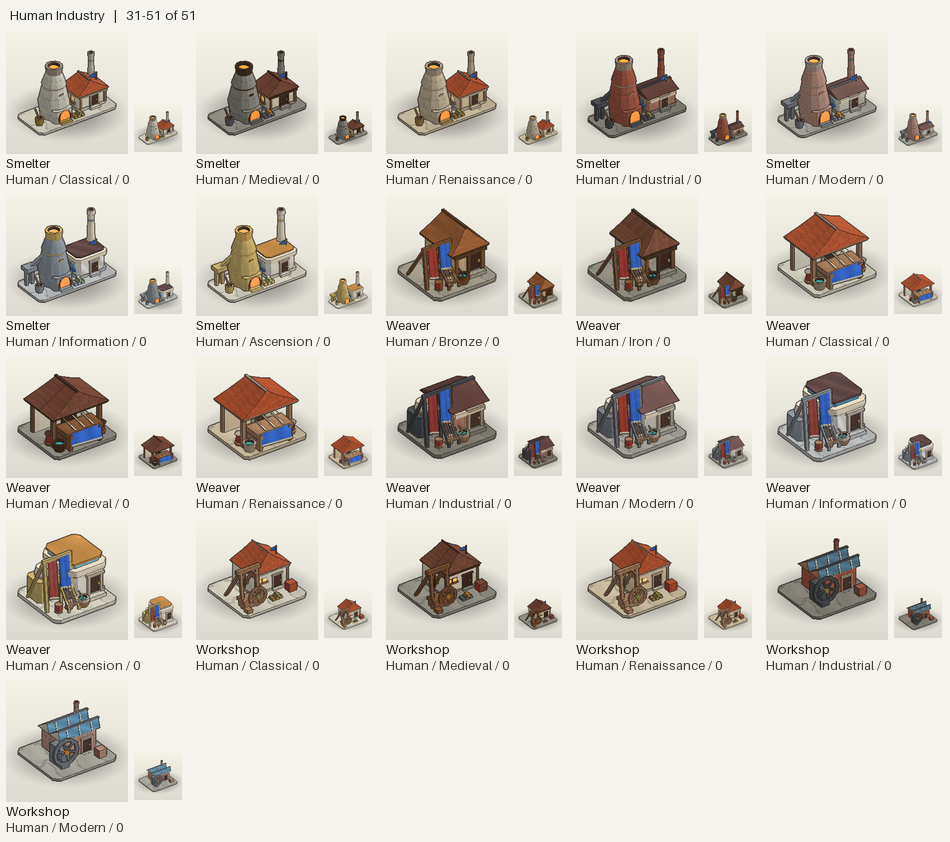 Human Industry | 31-51 of 51
Smelter
Human / Classical / 0
Smelter
Human / Medieval / 0
Smelter
Human / Renaissance / 0
Smelter
Human / Industrial / 0
Smelter
Human / Modern / 0
Smelter
Human / Information / 0
Smelter
Human / Ascension / 0
Weaver
Human / Bronze / 0
Weaver
Human / Iron / 0
Weaver
Human / Classical / 0
Weaver
Human / Medieval / 0
Weaver
Human / Renaissance / 0
Weaver
Human / Industrial / 0
Weaver
Human / Modern / 0
Weaver
Human / Information / 0
Weaver
Human / Ascension / 0
Workshop
Human / Classical / 0
Workshop
Human / Medieval / 0
Workshop
Human / Renaissance / 0
Workshop
Human / Industrial / 0
Workshop
Human / Modern / 0